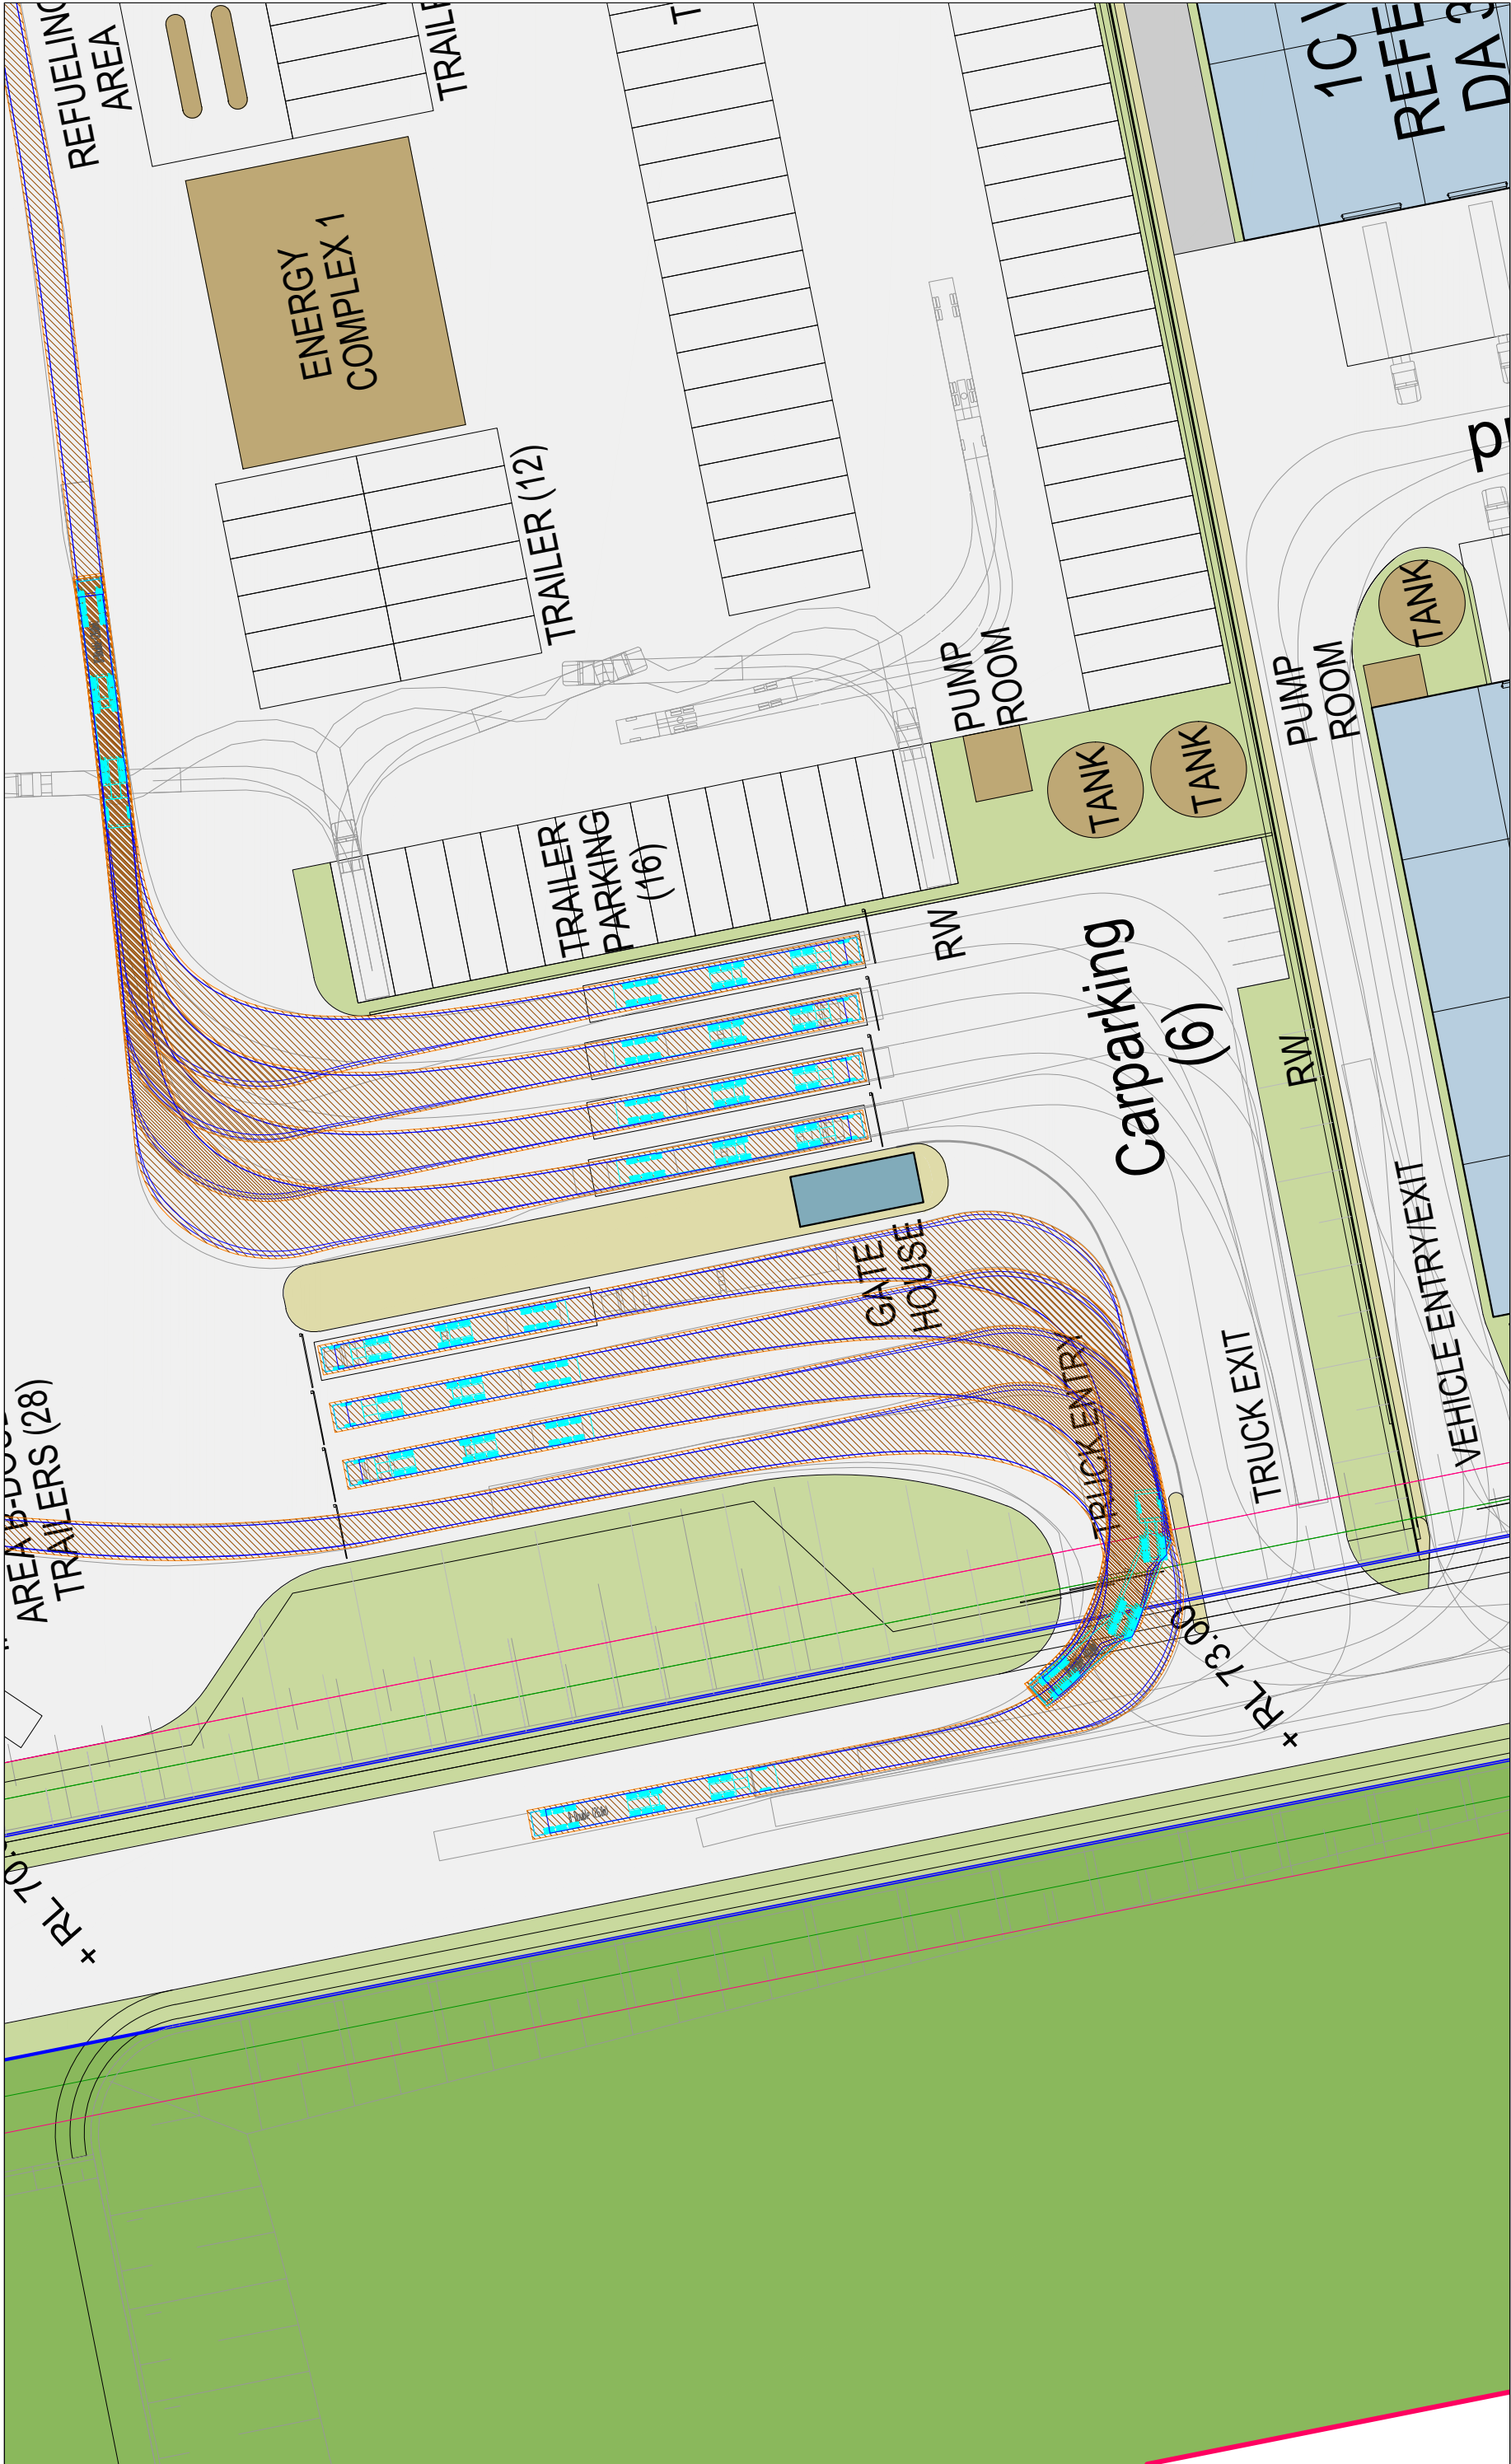 REFUELING
AREA
1C
ENERGY
COMPLEX 1
TRAILER (12)
PUMP
ROOM
TANK
TANK
PUMP
ROOM
TANK
TRAILER
PARKING
(16)
RW
Carparking
(6)
RW
GATE
HOUSE
TRUCK ENTRY
TRUCK EXIT
VEHICLE ENTRY/EXIT
TRAILERS (28)
+ RL 73.00
+ RL 70.